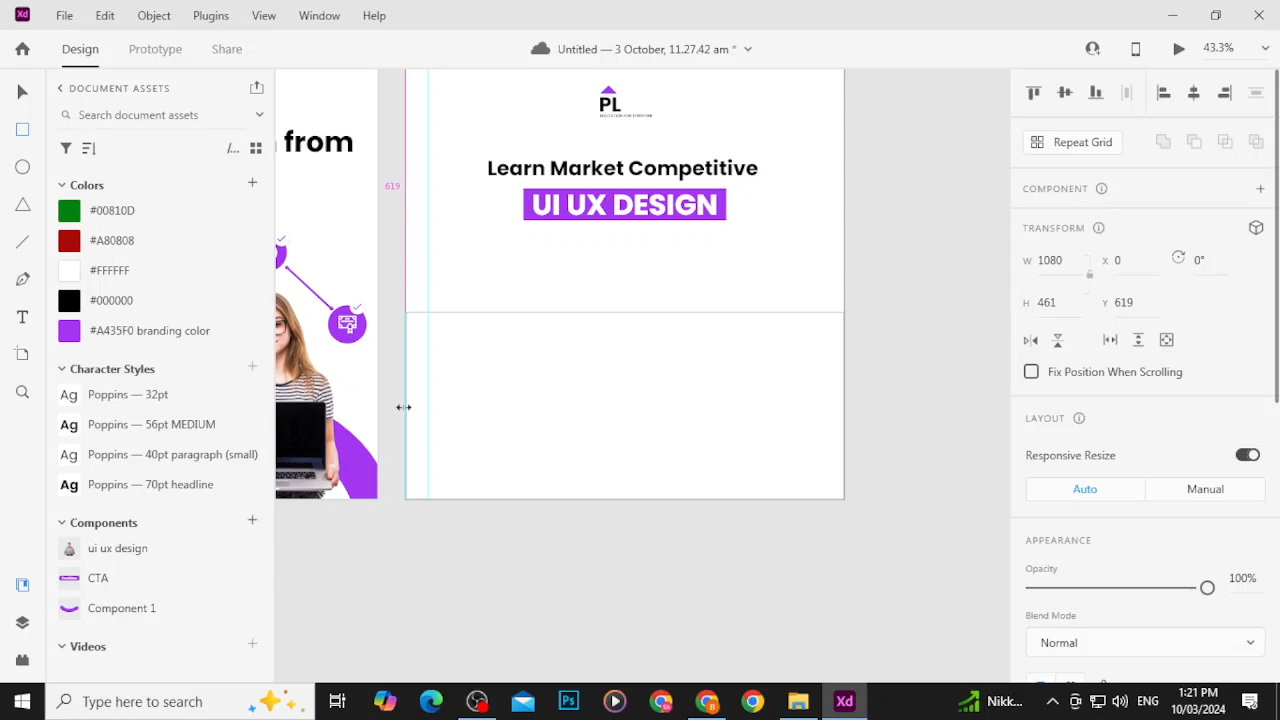 Xd File Edit Object Plugins View Window Help
Design Prototype Share
Untitled — 3 October, 11.27.42 am *
43.3%
DOCUMENT ASSETS
Search document assets
Colors
#00810D
#A80808
#FFFFFF
#000000
#A435F0 branding color
Character Styles
Ag Poppins — 32pt
Ag Poppins — 56pt MEDIUM
Ag Poppins — 40pt paragraph (small)
Ag Poppins — 70pt headline
Components
ui ux design
CTA
Component 1
Videos
from
619
PL
Learn Market Competitive
UI UX DESIGN
Repeat Grid
COMPONENT
TRANSFORM
W 1080 X 0 0°
H 461 Y 619
Fix Position When Scrolling
LAYOUT
Responsive Resize
Auto Manual
APPEARANCE
Opacity
100%
Blend Mode
Normal
Type here to search
Ps
Xd
Nikk...
ENG
1:21 PM
10/03/2024